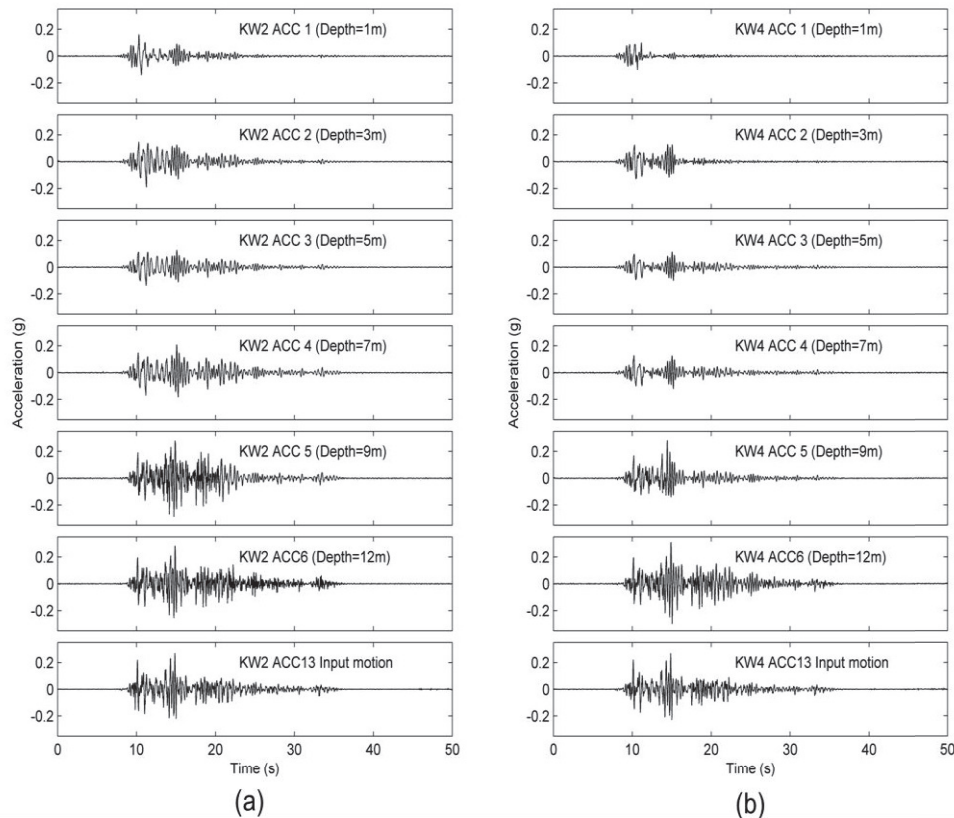 0.2
0
-0.2
KW2 ACC 1 (Depth=1m)
0.2
0
-0.2
KW2 ACC 2 (Depth=3m)
0.2
0
-0.2
KW2 ACC 3 (Depth=5m)
0.2
0
-0.2
KW2 ACC 4 (Depth=7m)
0.2
0
-0.2
KW2 ACC 5 (Depth=9m)
0.2
0
-0.2
KW2 ACC6 (Depth=12m)
0.2
0
-0.2
KW2 ACC13 Input motion
0 10 20 30 40 50
Acceleration (g)
Time (s)
(a)
0.2
0
-0.2
KW4 ACC 1 (Depth=1m)
0.2
0
-0.2
KW4 ACC 2 (Depth=3m)
0.2
0
-0.2
KW4 ACC 3 (Depth=5m)
0.2
0
-0.2
KW4 ACC 4 (Depth=7m)
0.2
0
-0.2
KW4 ACC 5 (Depth=9m)
0.2
0
-0.2
KW4 ACC6 (Depth=12m)
0.2
0
-0.2
KW4 ACC13 Input motion
0 10 20 30 40 50
Acceleration (g)
Time (s)
(b)